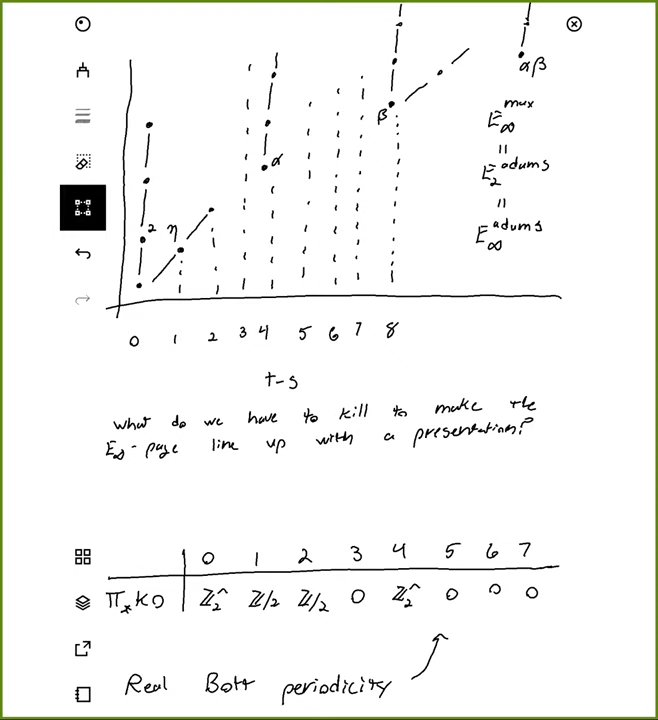 αβ
β
E∞^may
=
α
E₂^adams
2 η
=
E∞^adams
0 1 2 3 4 5 6 7 8
t-s
what do we have to kill to make the
E∞-page line up with a presentation?
0 1 2 3 4 5 6 7
π_*ko ℤ₂^ ℤ/2 ℤ/2 0 ℤ₂^ 0 0 0
Real Bott periodicity